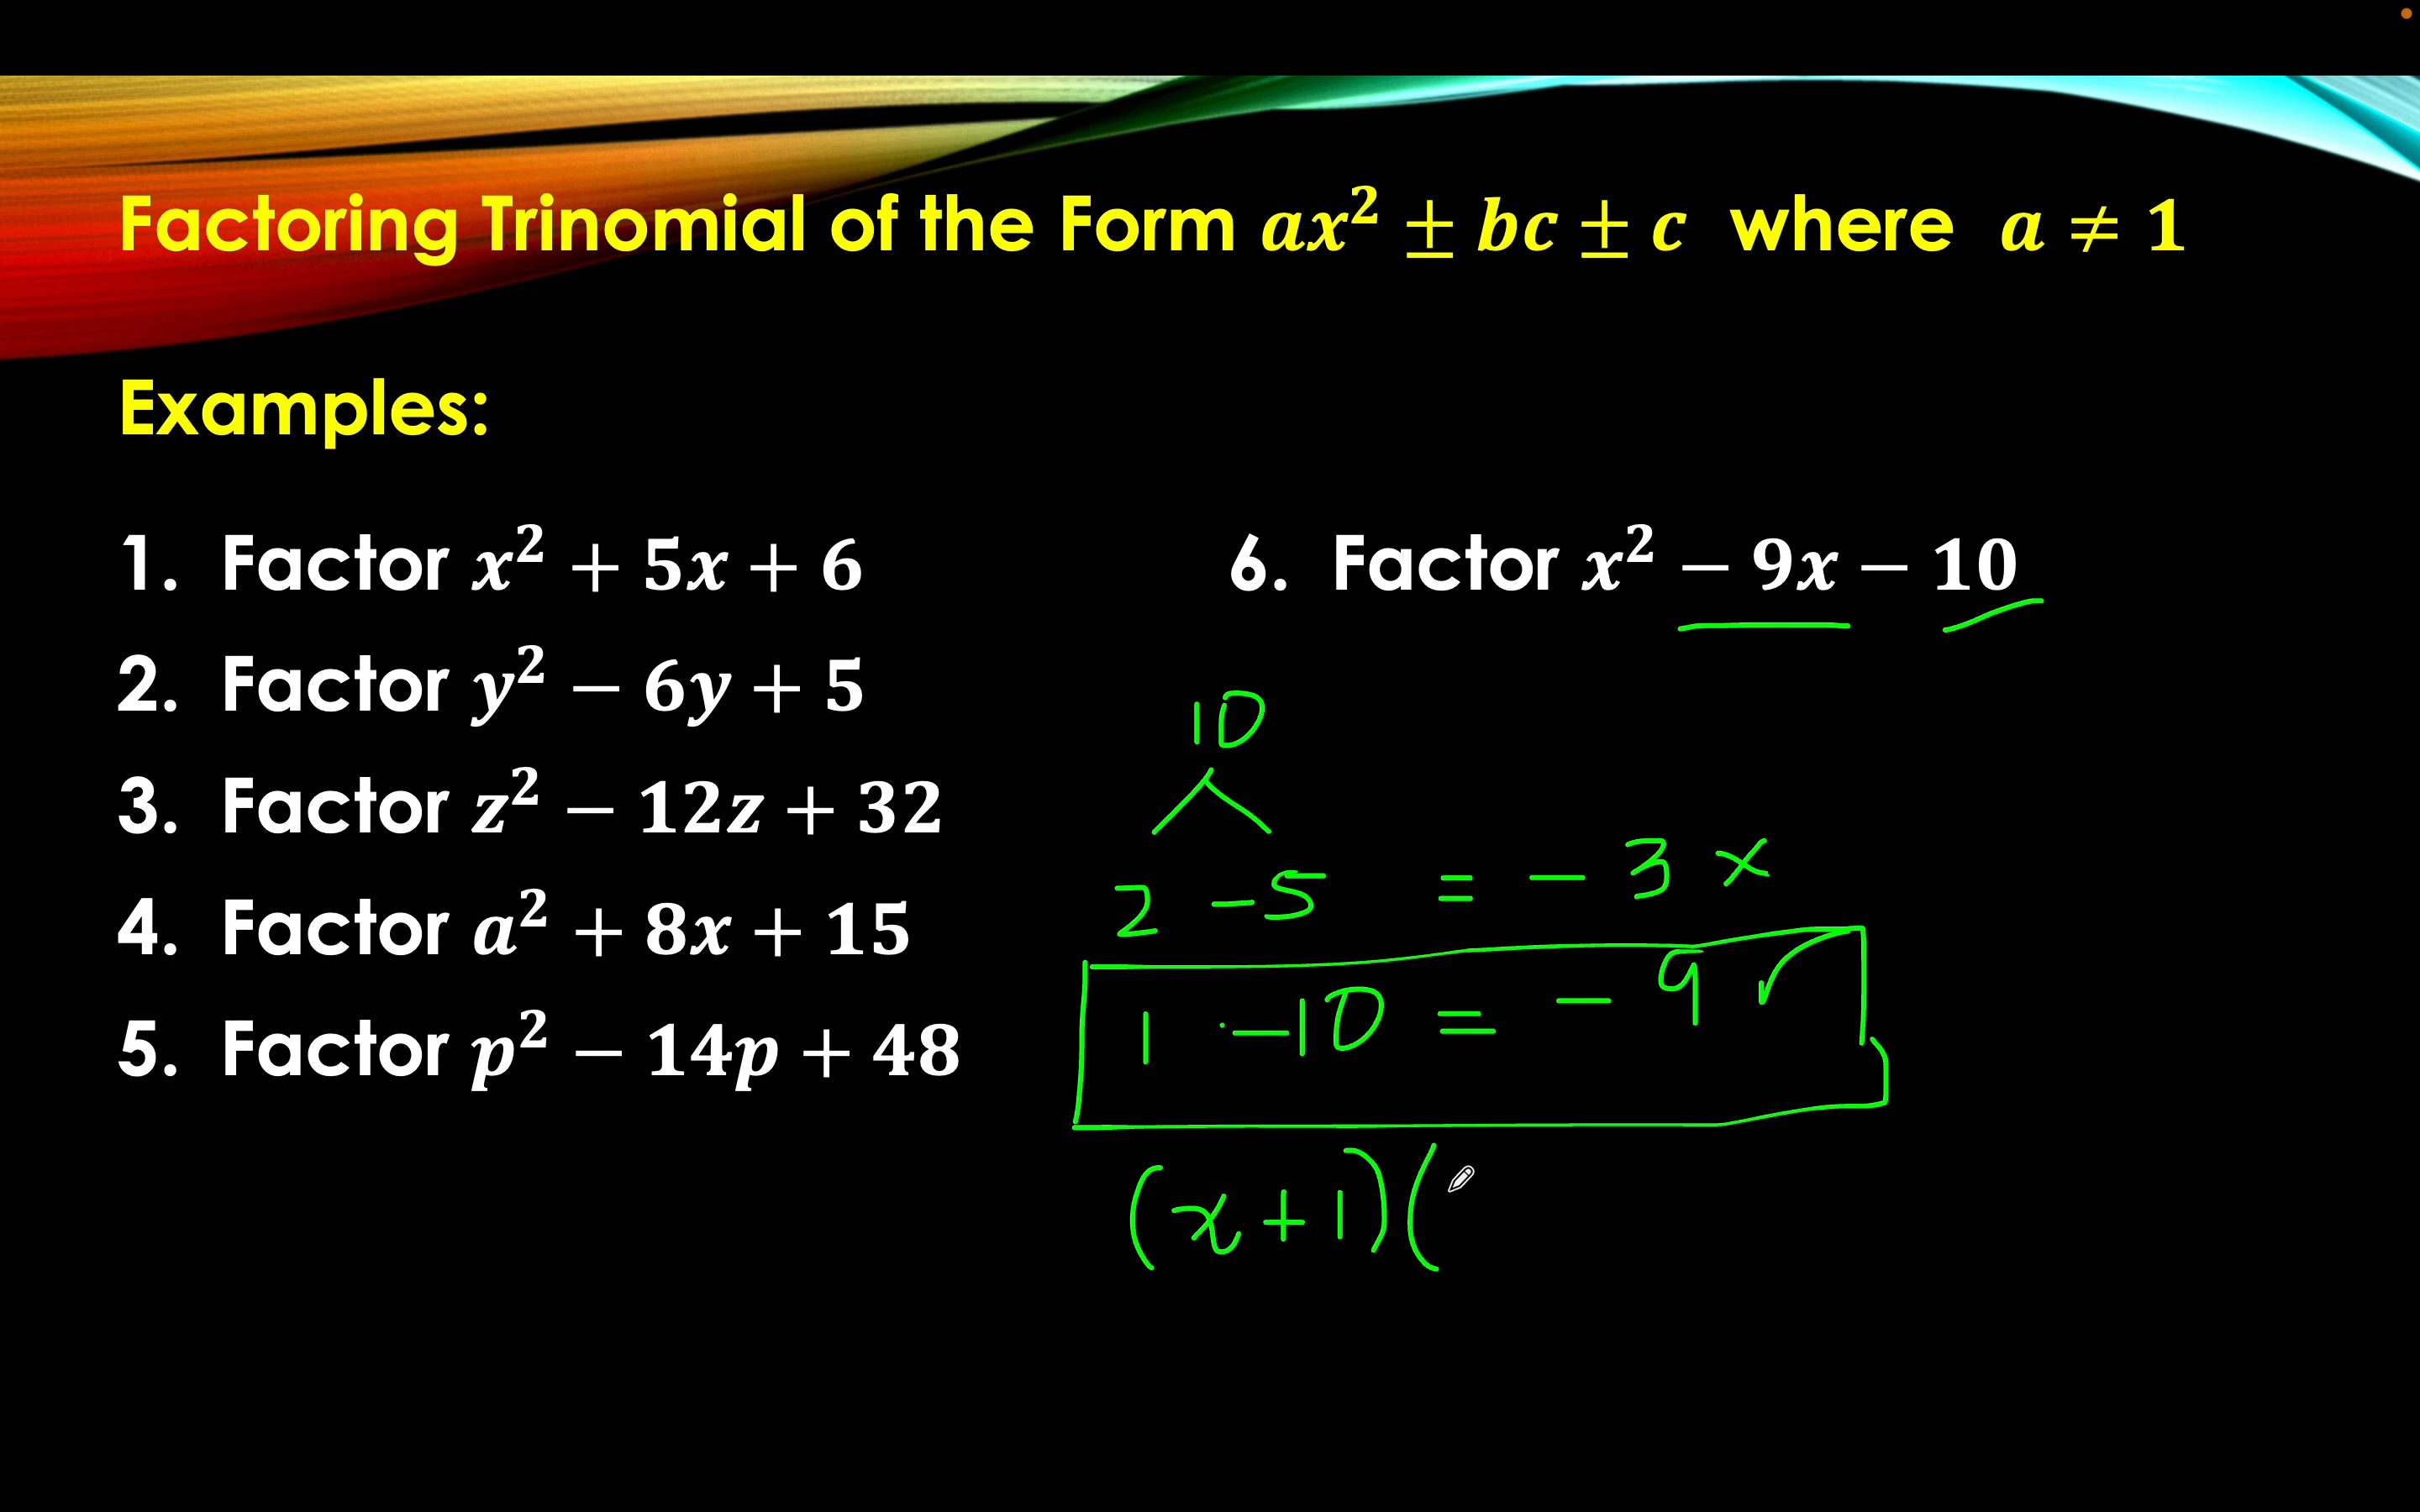 Factoring Trinomial of the Form ax² ± bc ± c where a ≠ 1
Examples:
1. Factor x² + 5x + 6
2. Factor y² − 6y + 5
3. Factor z² − 12z + 32
4. Factor a² + 8x + 15
5. Factor p² − 14p + 48
6. Factor x² − 9x − 10
10
2 −5 = −3 x
1 −10 = −9 ✓
(x+1)(